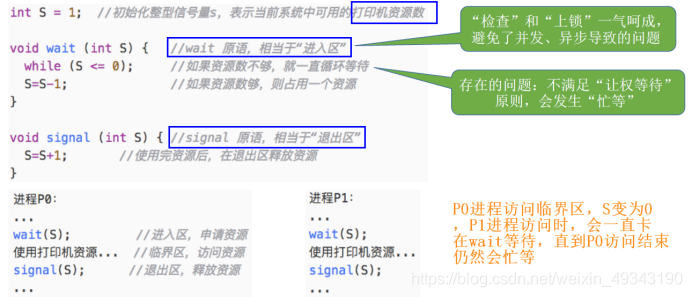 int S = 1; //初始化整型信号量s，表示当前系统中可用的打印机资源数
void wait (int S) { //wait 原语，相当于“进入区”
while (S <= 0); //如果资源数不够，就一直循环等待
S=S-1; //如果资源数够，则占用一个资源
}
void signal (int S) { //signal 原语，相当于“退出区”
S=S+1; //使用完资源后，在退出区释放资源
}
“检查”和“上锁”一气呵成，
避免了并发、异步导致的问题
存在的问题：不满足“让权等待”
原则，会发生“忙等”
进程P0：
...
wait(S); //进入区，申请资源
使用打印机资源... //临界区，访问资源
signal(S); //退出区，释放资源
...
进程P1：
...
wait(S);
使用打印机资源...
signal(S);
...
P0进程访问临界区，S变为0
，P1进程访问时，会一直卡
在wait等待，直到P0访问结束
仍然会忙等
https://blog.csdn.net/weixin_49343190